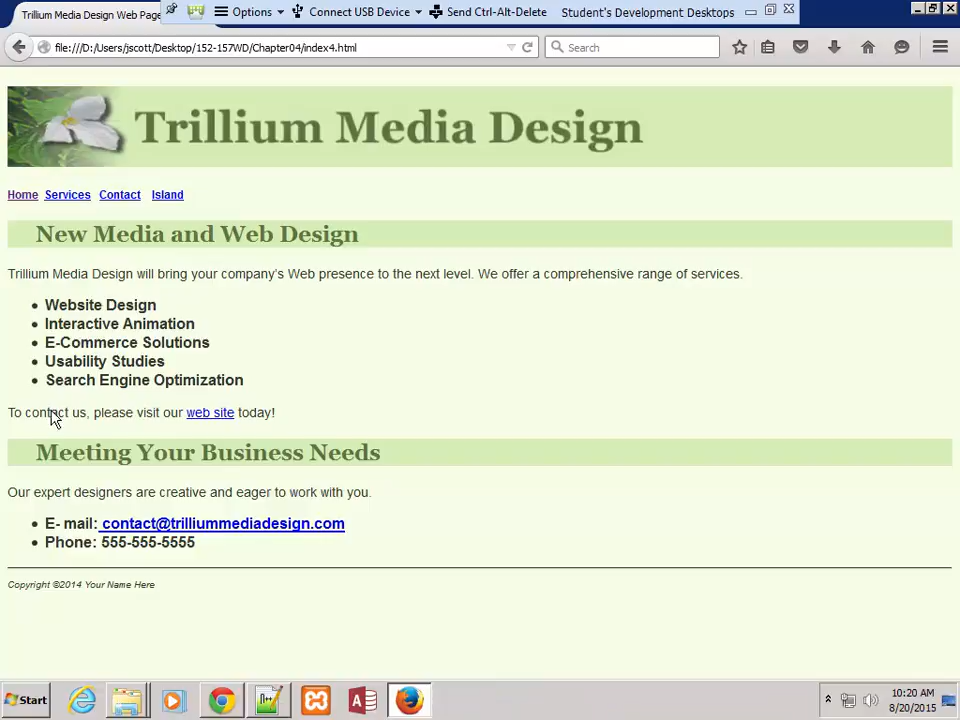 Trillium Media Design Web Page
Options
Connect USB Device
Send Ctrl-Alt-Delete
Student's Development Desktops
file:///D:/Users/jscott/Desktop/152-157WD/Chapter04/index4.html
Search
Trillium Media Design
Home Services Contact Island
New Media and Web Design
Trillium Media Design will bring your company's Web presence to the next level. We offer a comprehensive range of services.
• Website Design
• Interactive Animation
• E-Commerce Solutions
• Usability Studies
• Search Engine Optimization
To contact us, please visit our web site today!
Meeting Your Business Needs
Our expert designers are creative and eager to work with you.
• E- mail: contact@trilliummediadesign.com
• Phone: 555-555-5555
Copyright ©2014 Your Name Here
Start
10:20 AM
8/20/2015